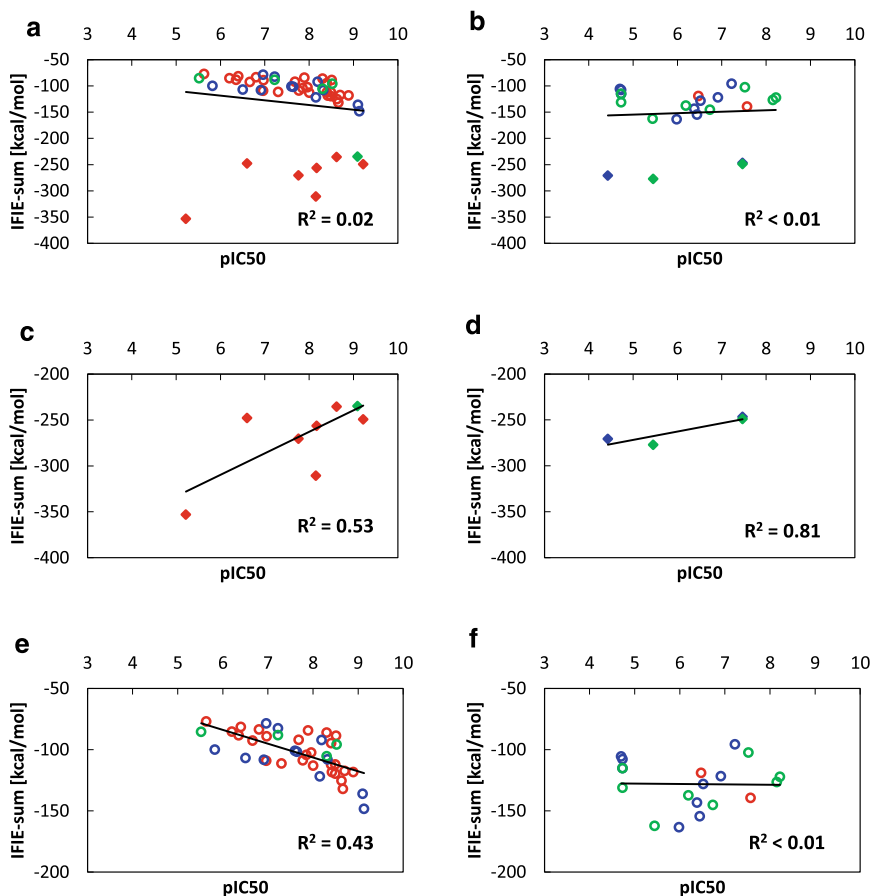 a
3 4 5 6 7 8 9 10
-50
-100
-150
-200
-250
-300
-350
-400
IFIE-sum [kcal/mol]
R² = 0.02
pIC50
b
3 4 5 6 7 8 9 10
-50
-100
-150
-200
-250
-300
-350
-400
IFIE-sum [kcal/mol]
R² < 0.01
pIC50
c
3 4 5 6 7 8 9 10
-200
-250
-300
-350
-400
IFIE-sum [kcal/mol]
R² = 0.53
pIC50
d
3 4 5 6 7 8 9 10
-200
-250
-300
-350
-400
IFIE-sum [kcal/mol]
R² = 0.81
pIC50
e
3 4 5 6 7 8 9 10
-50
-100
-150
-200
IFIE-sum [kcal/mol]
R² = 0.43
pIC50
f
3 4 5 6 7 8 9 10
-50
-100
-150
-200
IFIE-sum [kcal/mol]
R² < 0.01
pIC50